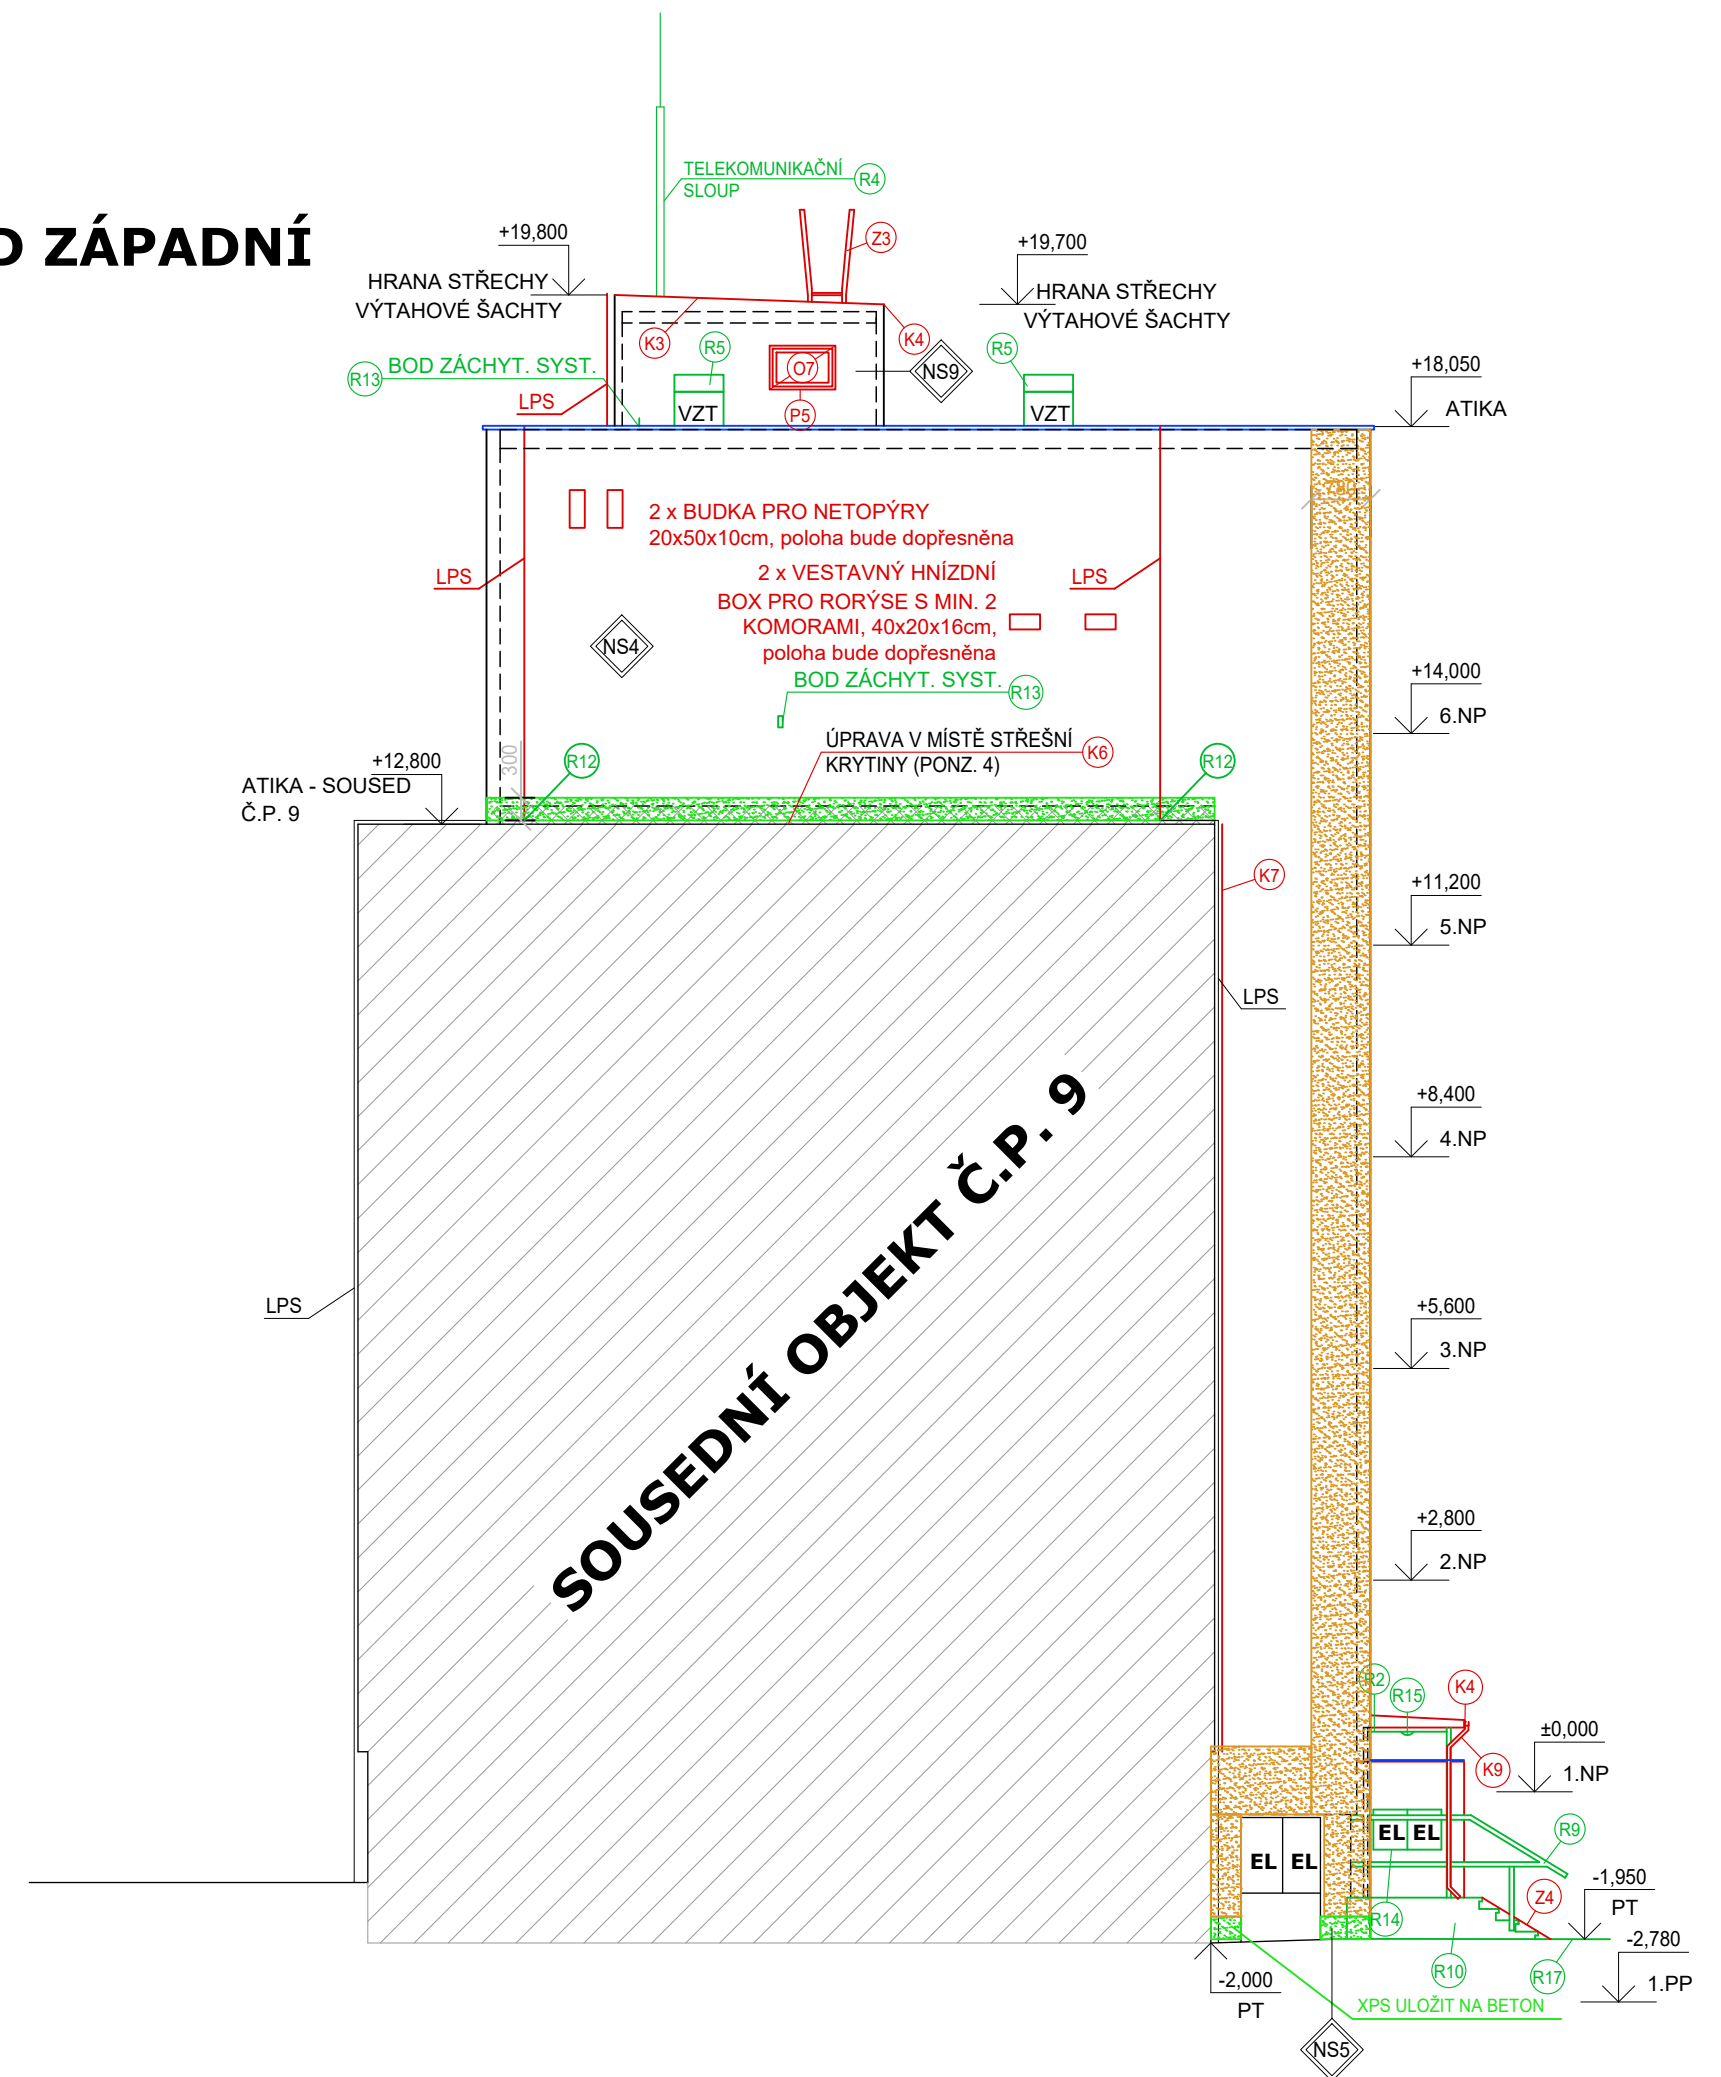 TELEKOMUNIKAČNÍ
SLOUP
R4
D ZÁPADNÍ
+19,800
HRANA STŘECHY
VÝTAHOVÉ ŠACHTY
Z3
+19,700
HRANA STŘECHY
VÝTAHOVÉ ŠACHTY
K3
R5
K4
R5
O7
NS9
R13
BOD ZÁCHYT. SYST.
+18,050
ATIKA
LPS
VZT
P5
VZT
780
2 x BUDKA PRO NETOPÝRY
20x50x10cm, poloha bude dopřesněna
LPS
2 x VESTAVNÝ HNÍZDNÍ
BOX PRO RORÝSE S MIN. 2
KOMORAMI, 40x20x16cm,
poloha bude dopřesněna
LPS
NS4
BOD ZÁCHYT. SYST.
R13
+14,000
6.NP
ÚPRAVA V MÍSTĚ STŘEŠNÍ
KRYTINY (PONZ. 4)
K6
300
R12
R12
+12,800
ATIKA - SOUSED
Č.P. 9
K7
+11,200
5.NP
LPS
+8,400
4.NP
SOUSEDNÍ OBJEKT Č.P. 9
LPS
+5,600
3.NP
+2,800
2.NP
R2
R15
K4
±0,000
1.NP
K9
EL EL
R9
EL EL
-1,950
PT
Z4
R14
-2,780
1.PP
R10
R17
-2,000
PT
XPS ULOŽIT NA BETON
NS5